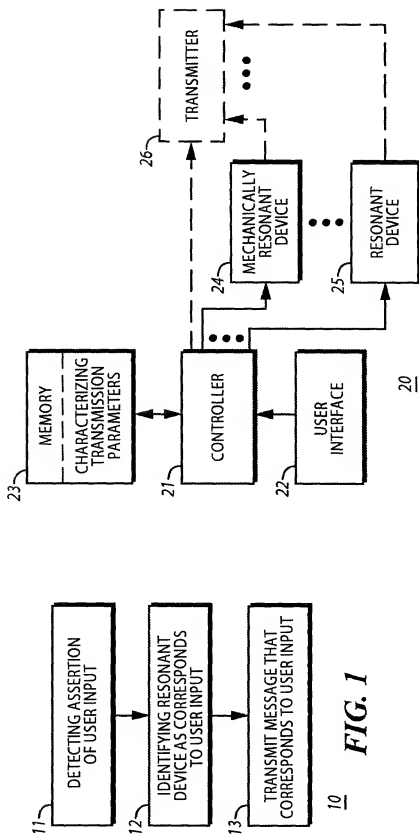 11
DETECTING ASSERTION
OF USER INPUT
12
IDENTIFYING RESONANT
DEVICE AS CORRESPONDS
TO USER INPUT
13
TRANSMIT MESSAGE THAT
CORRESPONDS TO USER INPUT
10
FIG. 1
23
MEMORY
CHARACTERIZING
TRANSMISSION
PARAMETERS
21
CONTROLLER
22
USER
INTERFACE
26
TRANSMITTER
24
MECHANICALLY
RESONANT
DEVICE
25
RESONANT
DEVICE
20